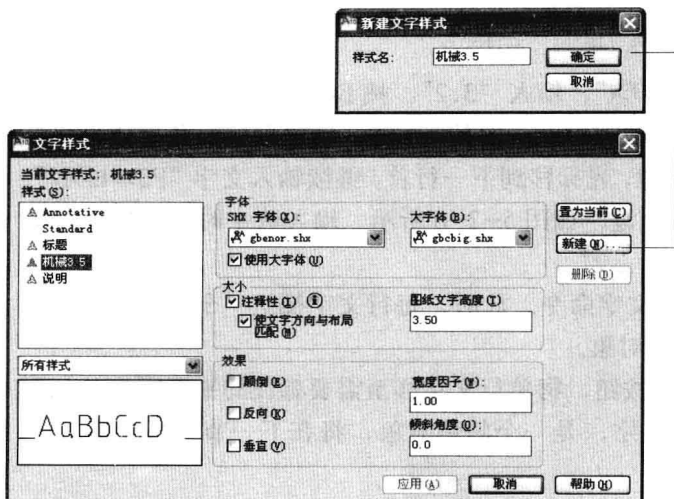 新建文字样式
样式名: 机械3.5 确定
取消
文字样式
当前文字样式: 机械3.5
样式(S):
Annotative
Standard
标题
机械3.5
说明
所有样式
AaBbCcD
字体
SHX 字体(X): 大字体(B):
gbenor.shx gbcbig.shx
使用大字体(U)
大小
注释性(I) 图纸文字高度(T)
使文字方向与布局匹配(M) 3.50
效果
颠倒(E) 宽度因子(W):
反向(K) 1.00
倾斜角度(O):
垂直(V) 0.0
置为当前(C)
新建(N)...
删除(D)
应用(A) 取消 帮助(H)